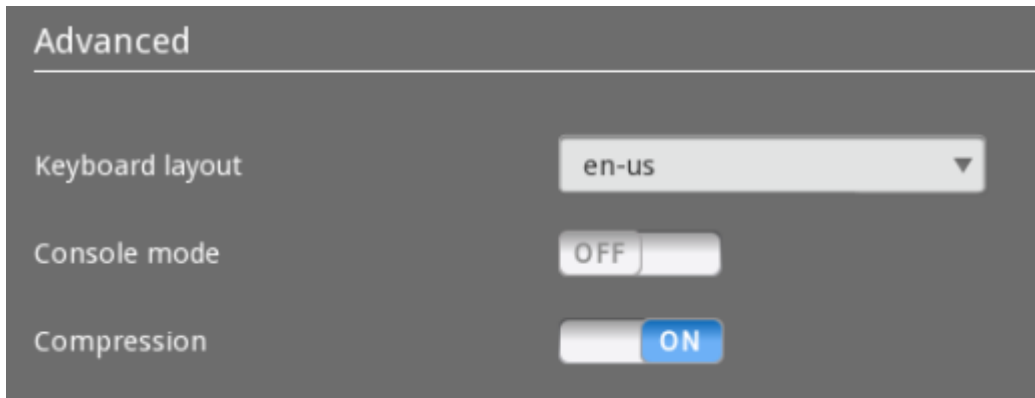 Advanced
Keyboard layout en-us
Console mode OFF
Compression ON